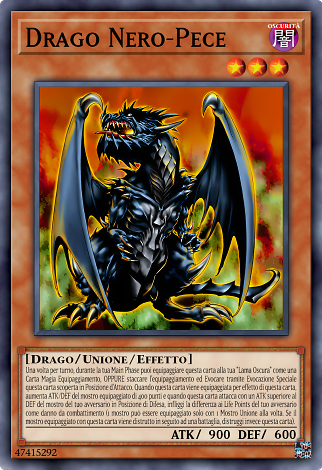 Drago Nero-Pece
OSCURITÀ
闇
[Drago/Unione/Effetto]
Una volta per turno, durante la tua Main Phase puoi equipaggiare questa carta alla tua "Lama Oscura" come una
Carta Magia Equipaggiamento, OPPURE staccare l'equipaggiamento ed Evocare tramite Evocazione Speciale
questa carta scoperta in Posizione d'Attacco. Quando questa carta viene equipaggiata per effetto di questa carta,
aumenta ATK/DEF del mostro equipaggiato di 400 punti e quando questa carta attacca con un ATK superiore al
DEF del mostro del tuo avversario in Posizione di Difesa, infliggi la differenza ai Life Points del tuo avversario
come danno da combattimento (1 mostro può essere equipaggiato solo con 1 Mostro Unione alla volta. Se il
mostro equipaggiato con questa carta viene distrutto in seguito ad una battaglia, distruggi invece questa carta).
ATK/ 900 DEF/ 600
47415292